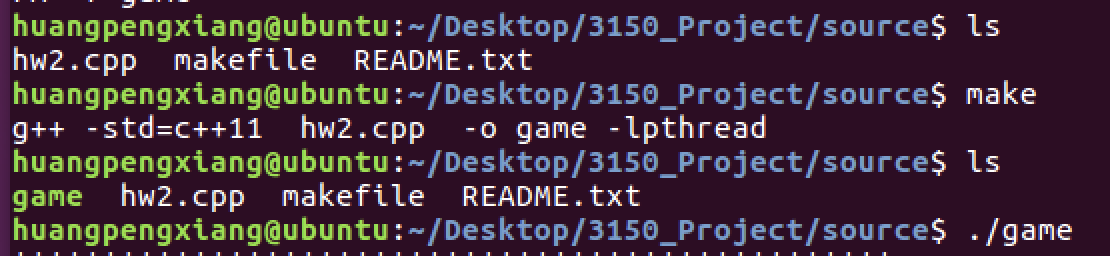 huangpengxiang@ubuntu:~/Desktop/3150_Project/source$ ls
hw2.cpp  makefile  README.txt
huangpengxiang@ubuntu:~/Desktop/3150_Project/source$ make
g++ -std=c++11  hw2.cpp  -o game -lpthread
huangpengxiang@ubuntu:~/Desktop/3150_Project/source$ ls
game  hw2.cpp  makefile  README.txt
huangpengxiang@ubuntu:~/Desktop/3150_Project/source$ ./game